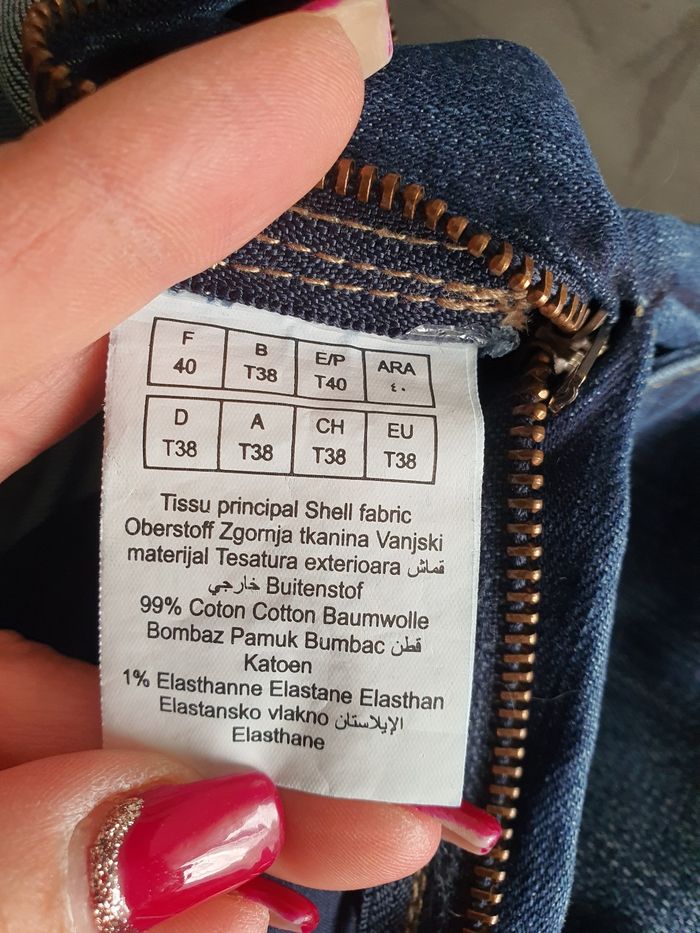 F B E/P ARA
40 T38 T40 ٤٠
D A CH EU
T38 T38 T38 T38
Tissu principal Shell fabric
Oberstoff Zgornja tkanina Vanjski
materijal Tesatura exterioara قماش
خارجي Buitenstof
99% Coton Cotton Baumwolle
Bombaz Pamuk Bumbac قطن
Katoen
1% Elasthanne Elastane Elasthan
Elastansko vlakno الإيلاستان
Elasthane